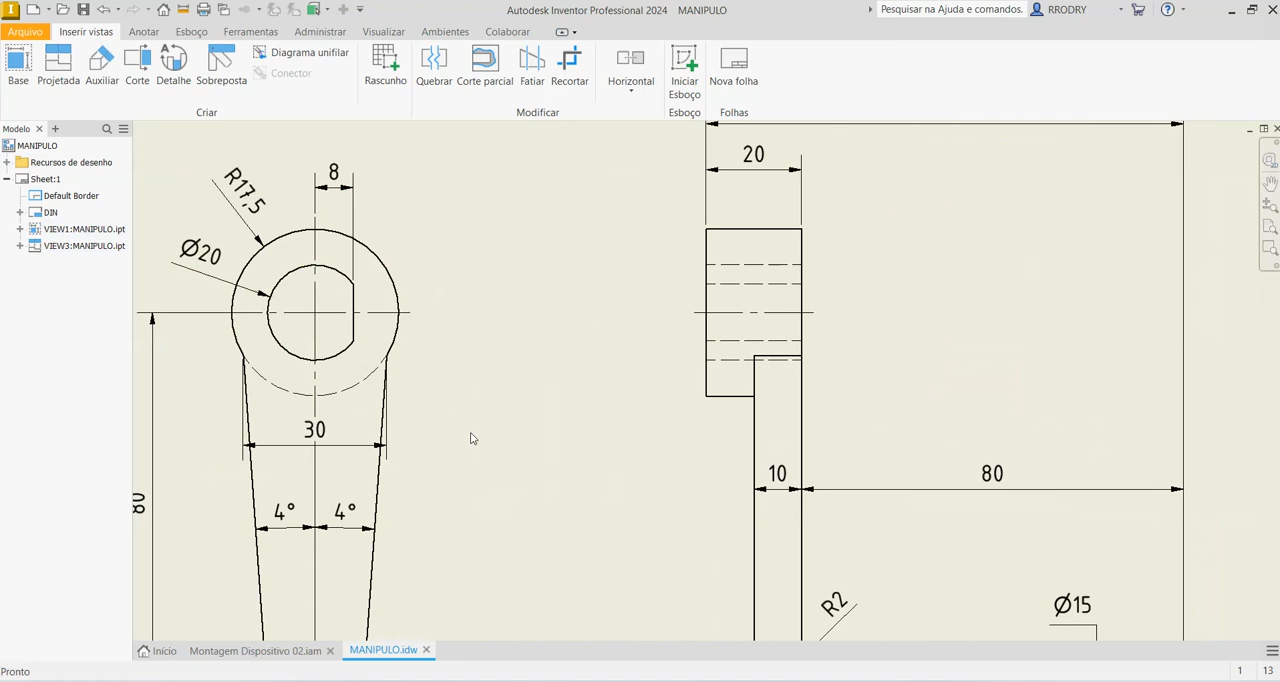 Autodesk Inventor Professional 2024 MANIPULO
Pesquisar na Ajuda e comandos.
RRODRY
Arquivo Inserir vistas Anotar Esboço Ferramentas Administrar Visualizar Ambientes Colaborar
Base Projetada Auxiliar Corte Detalhe Sobreposta
Diagrama unifilar
Conector
Rascunho Quebrar Corte parcial Fatiar Recortar Horizontal Iniciar Esboço Nova folha
Criar Modificar Esboço Folhas
Modelo
MANIPULO
Recursos de desenho
Sheet:1
Default Border
DIN
VIEW1:MANIPULO.ipt
VIEW3:MANIPULO.ipt
8
R17,5
Ø20
30
4° 4°
80
20
10
80
R2
Ø15
Início Montagem Dispositivo 02.iam MANIPULO.idw
Pronto
1 13